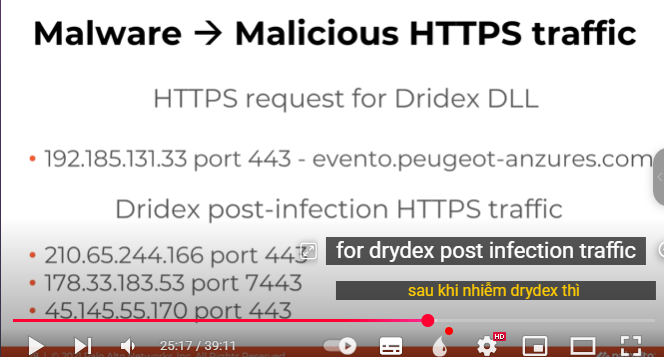 Malware → Malicious HTTPS traffic
HTTPS request for Dridex DLL
• 192.185.131.33 port 443 - evento.peugeot-anzures.com
Dridex post-infection HTTPS traffic
• 210.65.244.166 port 443
for drydex post infection traffic
• 178.33.183.53 port 7443
sau khi nhiễm drydex thì
• 45.145.55.170 port 443
25:17 / 39:11
HD